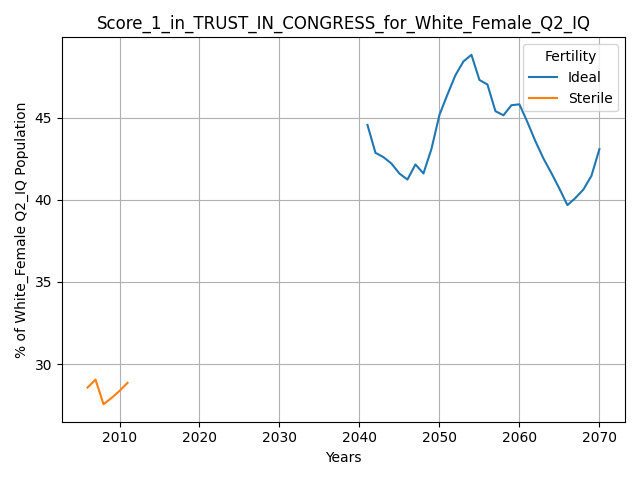 Score_1_in_TRUST_IN_CONGRESS_for_White_Female_Q2_IQ
Fertility
Ideal
Sterile
% of White_Female Q2_IQ Population
45
40
35
30
2010 2020 2030 2040 2050 2060 2070
Years